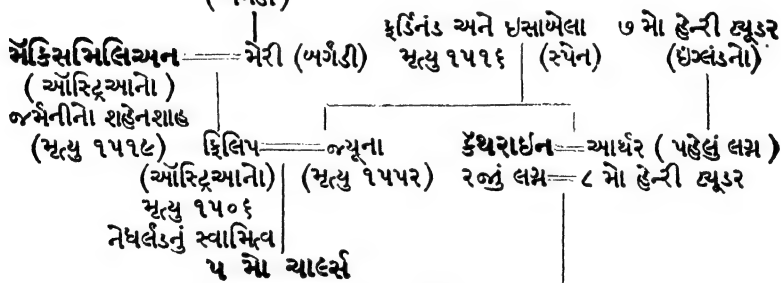 ફર્ડિનંડ અને ઇસાબેલા ૭ મો હેન્રી ટ્યૂડર
મૅક્સિમિલિઅન મેરી (બર્ગંડી) મૃત્યુ ૧૫૧૬ (સ્પેન) (ઇંગ્લંડનો)
(ઑસ્ટ્રિઆનો)
જર્મનીનો શહેનશાહ
(મૃત્યુ ૧૫૧૯) ફિલિપ જ્યૂના કૅથરાઇન આર્થર (પહેલું લગ્ન)
(ઑસ્ટ્રિઆનો) (મૃત્યુ ૧૫૫૨) ૨જું લગ્ન ૮ મો હેન્રી ટ્યૂડર
મૃત્યુ ૧૫૦૬
નેધર્લંડનું સ્વામિત્વ
૫ મો ચાર્લ્સ